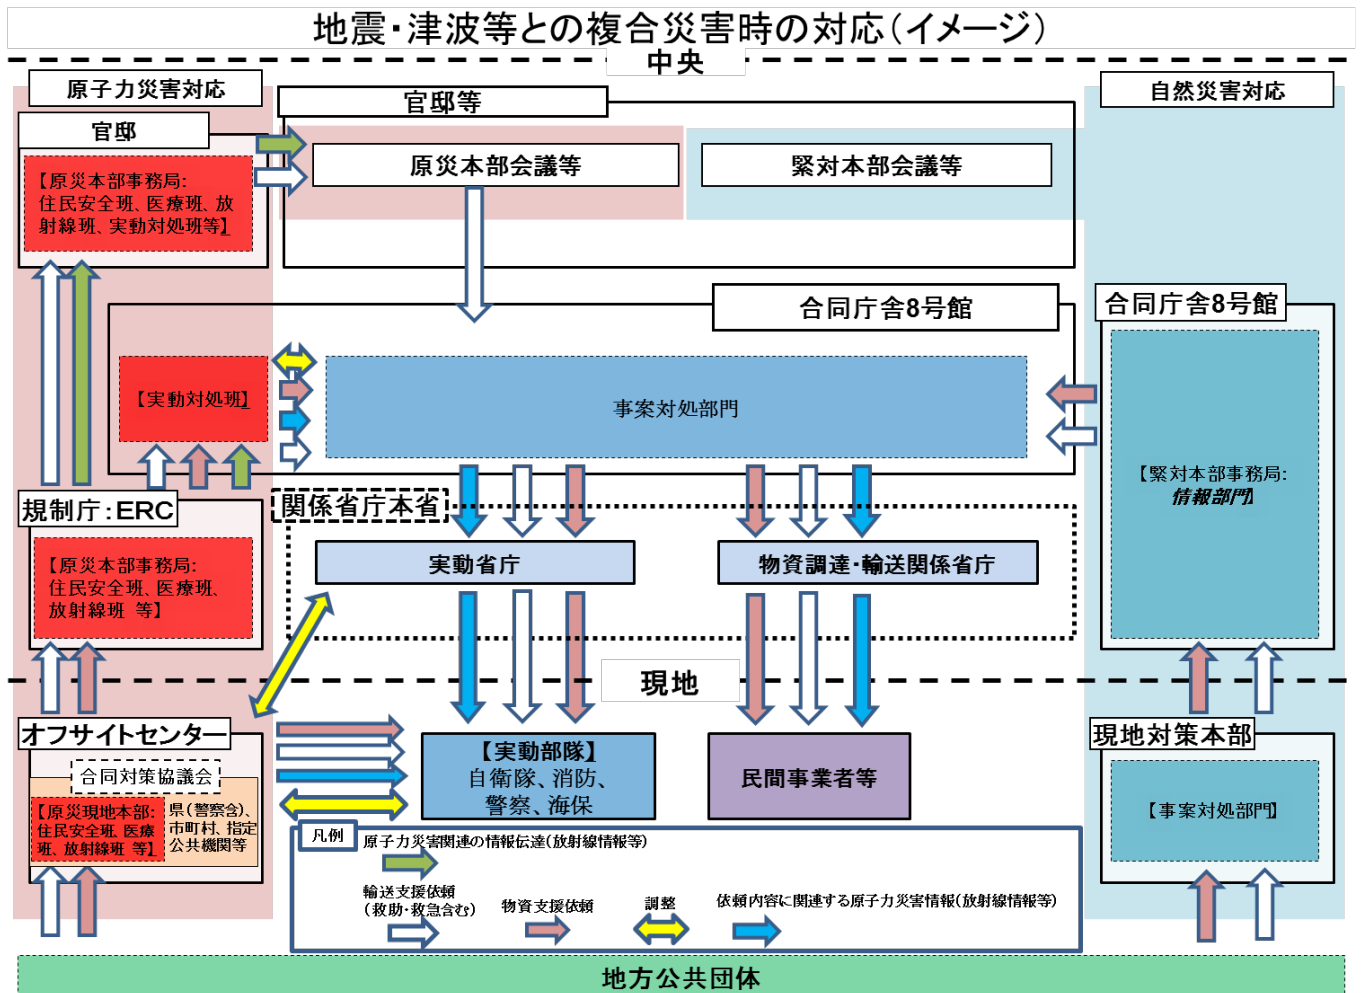 地震・津波等との複合災害時の対応(イメージ)
中央
原子力災害対応
官邸等
自然災害対応
官邸
【原災本部事務局:
住民安全班、医療班、放
射線班、実動対処班等】
原災本部会議等
緊対本部会議等
合同庁舎8号館
合同庁舎8号館
【実動対処班】
事案対処部門
【緊対本部事務局:
情報部門】
規制庁:ERC
関係省庁本省
【原災本部事務局:
住民安全班、医療班、
放射線班 等】
実動省庁
物資調達・輸送関係省庁
現地
オフサイトセンター
合同対策協議会
【原災現地本部:
住民安全班、医療
班、放射線班 等】
県(警察含)、
市町村、指定
公共機関等
【実動部隊】
自衛隊、消防、
警察、海保
民間事業者等
現地対策本部
【事案対処部門】
凡例
原子力災害関連の情報伝達(放射線情報等)
輸送支援依頼
(救助・救急含む)
物資支援依頼
調整
依頼内容に関連する原子力災害情報(放射線情報等)
地方公共団体